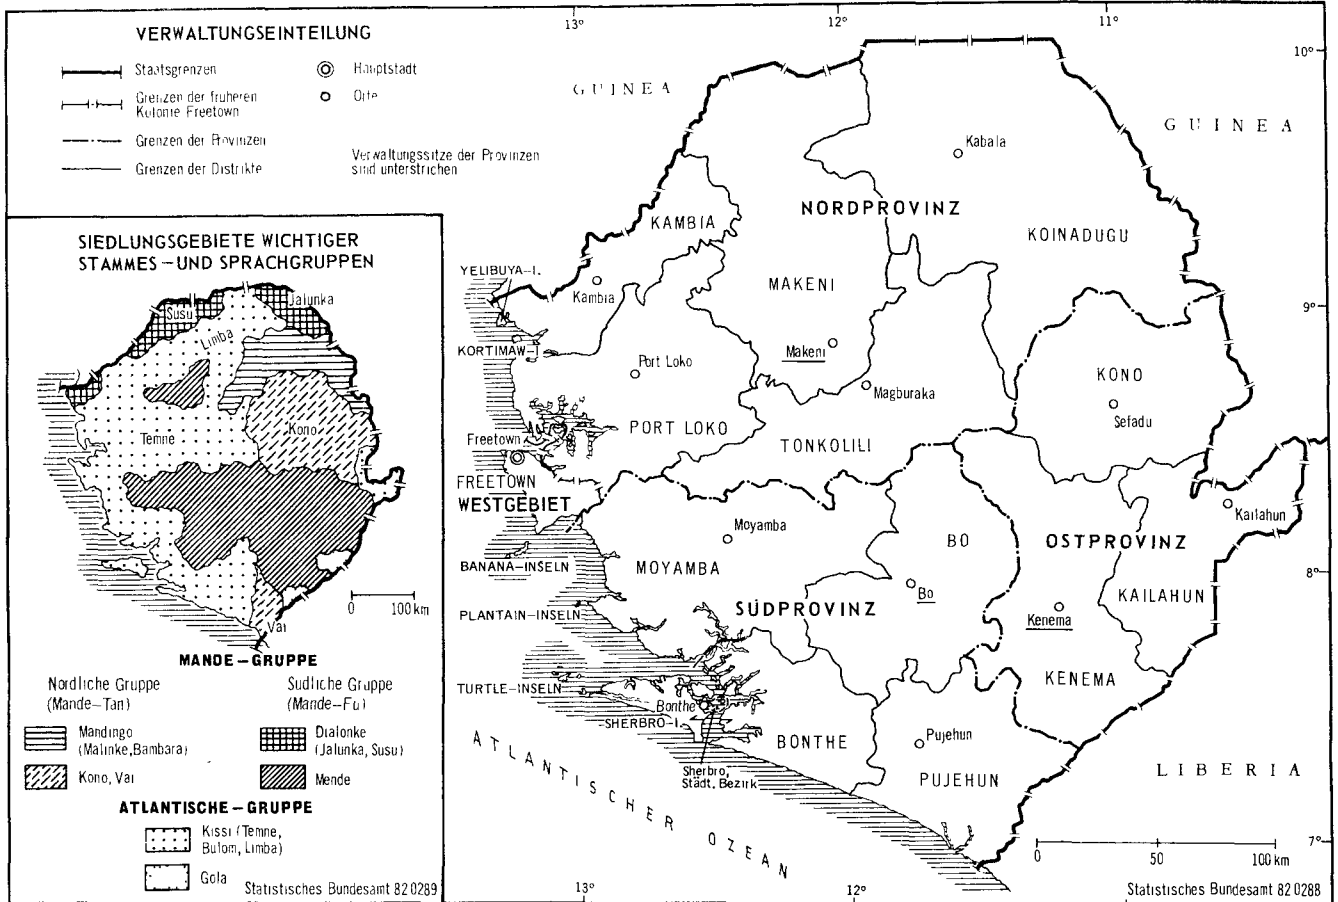 VERWALTUNGSEINTEILUNG
Staatsgrenzen
Grenzen der früheren
Kolonie Freetown
Grenzen der Provinzen
Grenzen der Distrikte
Hauptstadt
Orte
Verwaltungssitze der Provinzen
sind unterstrichen
SIEDLUNGSGEBIETE WICHTIGER
STAMMES-UND SPRACHGRUPPEN
Susu
Jalunka
Limba
Temne
Kono
Vai
0 100 km
MANDE-GRUPPE
Nördliche Gruppe
(Mande-Tan)
Südliche Gruppe
(Mande-Fu)
Mandingo
(Malinke, Bambara)
Dialonke
(Jalunka, Susu)
Kono, Vai
Mende
ATLANTISCHE-GRUPPE
Kissi (Temne,
Bulom, Limba)
Gola
Statistisches Bundesamt 82 0289
13° 12° 11°
10°
GUINEA
GUINEA
Kabala
NORDPROVINZ
KAMBIA
KOINADUGU
YELIBUYA-I.
Kambia
MAKENI
9°
KORTIMAW-I.
Makeni
Port Loko
Magburaka
KONO
Sefadu
PORT LOKO
TONKOLILI
Freetown
FREETOWN
WESTGEBIET
Moyamba
Kailahun
BO
OSTPROVINZ
BANANA-INSELN
MOYAMBA
8°
Bo
KAILAHUN
PLANTAIN-INSELN
SÜDPROVINZ
Kenema
KENEMA
TURTLE-INSELN
Bonthe
SHERBRO-I.
BONTHE
Pujehun
PUJEHUN
Sherbro,
Städt. Bezirk
LIBERIA
ATLANTISCHER OZEAN
7°
0 50 100 km
13° 12°
Statistisches Bundesamt 82 0288